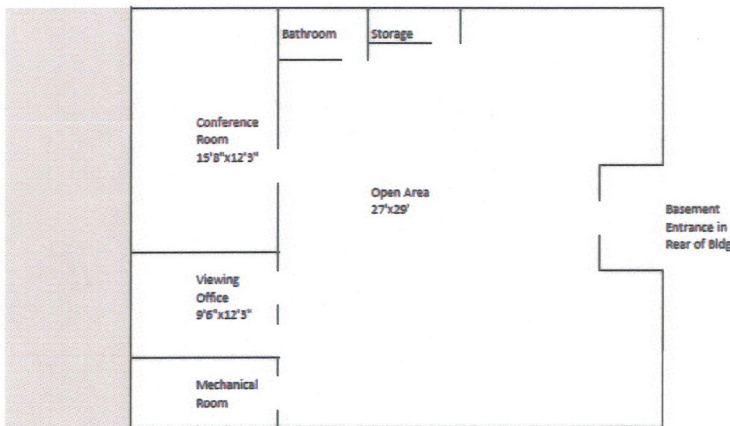 Bathroom
Storage
Conference
Room
15'8"x12'3"
Open Area
27'x29'
Basement
Entrance in
Rear of Bldg
Viewing
Office
9'6"x12'3"
Mechanical
Room